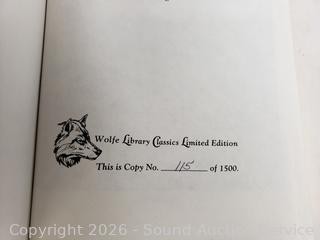 Wolfe Library Classics Limited Edition
This is Copy No. 115 of 1500.
Copyright 2026 - Sound Auction Service